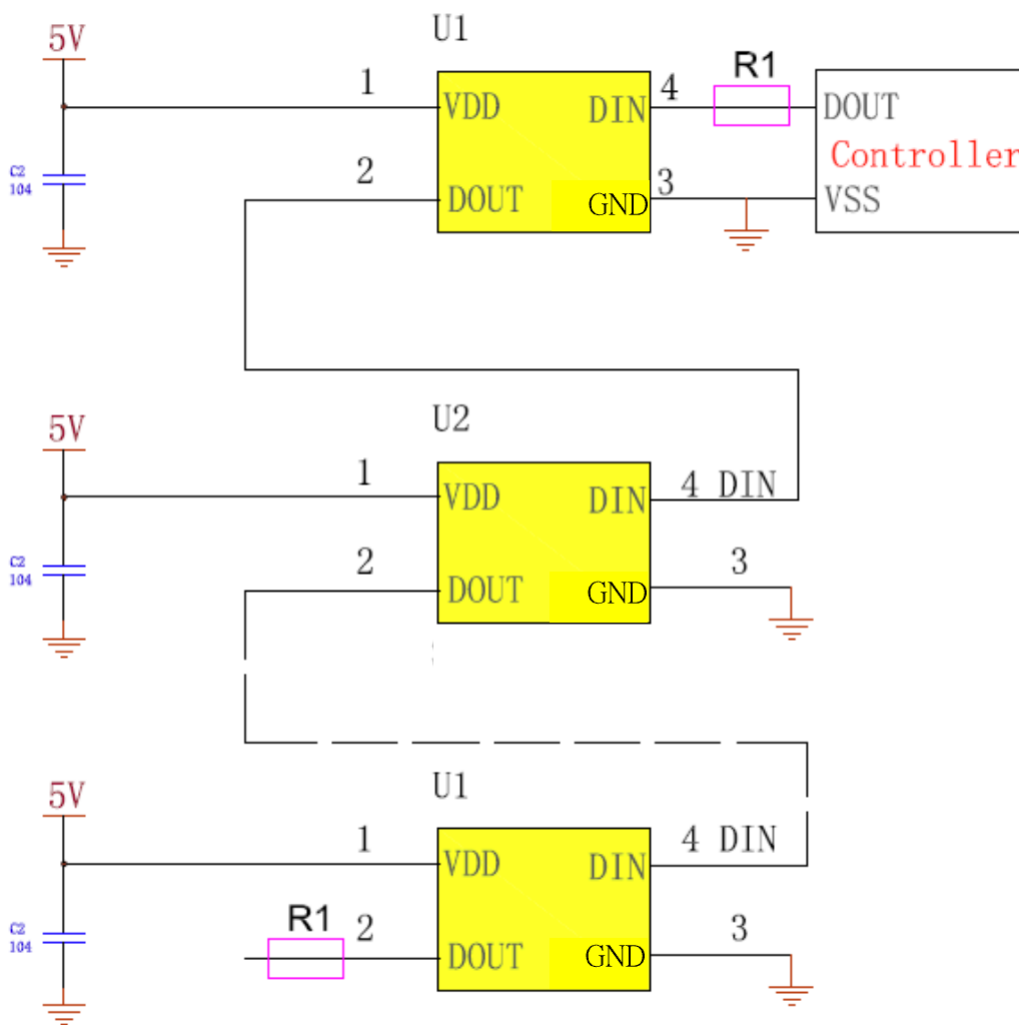 U1
5V
R1
1
4
VDD
DIN
DOUT
Controller
C2
104
2
3
DOUT
GND
VSS
U2
5V
1
4 DIN
VDD
DIN
C2
104
2
3
DOUT
GND
U1
5V
1
4 DIN
VDD
DIN
R1
C2
104
2
3
DOUT
GND